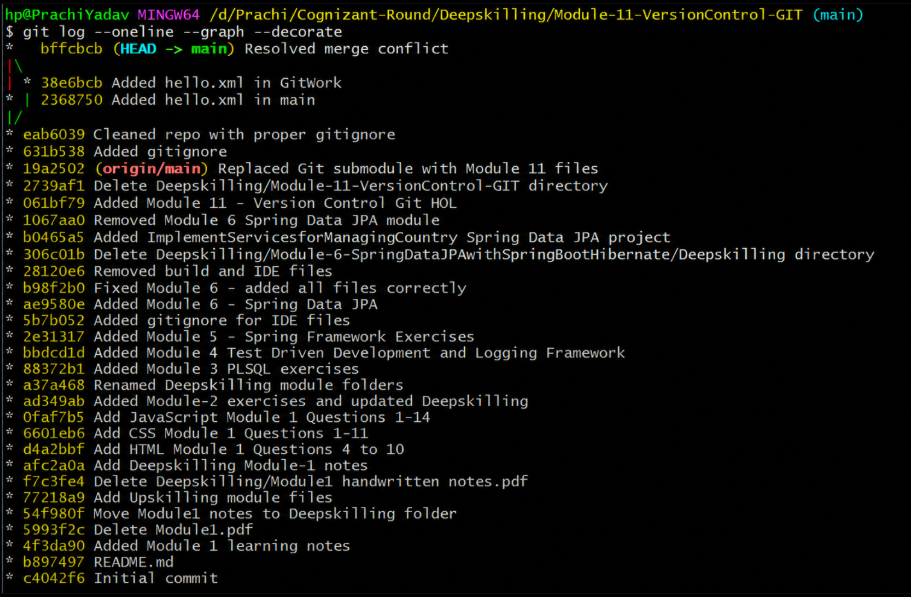 hp@PrachiYadav MINGW64 /d/Prachi/Cognizant-Round/Deepskilling/Module-11-VersionControl-GIT (main)
$ git log --oneline --graph --decorate
*   bffcbcb (HEAD -> main) Resolved merge conflict
|\
| * 38e6bcb Added hello.xml in GitWork
* | 2368750 Added hello.xml in main
|/
* eab6039 Cleaned repo with proper gitignore
* 631b538 Added gitignore
* 19a2502 (origin/main) Replaced Git submodule with Module 11 files
* 2739af1 Delete Deepskilling/Module-11-VersionControl-GIT directory
* 061bf79 Added Module 11 - Version Control Git HOL
* 1067aa0 Removed Module 6 Spring Data JPA module
* b0465a5 Added ImplementServicesforManagingCountry Spring Data JPA project
* 306c01b Delete Deepskilling/Module-6-SpringDataJPAwithSpringBootHibernate/Deepskilling directory
* 28120e6 Removed build and IDE files
* b98f2b0 Fixed Module 6 - added all files correctly
* ae9580e Added Module 6 - Spring Data JPA
* 5b7b052 Added gitignore for IDE files
* 2e31317 Added Module 5 - Spring Framework Exercises
* bbdcd1d Added Module 4 Test Driven Development and Logging Framework
* 88372b1 Added Module 3 PLSQL exercises
* a37a468 Renamed Deepskilling module folders
* ad349ab Added Module-2 exercises and updated Deepskilling
* 0faf7b5 Add JavaScript Module 1 Questions 1-14
* 6601eb6 Add CSS Module 1 Questions 1-11
* d4a2bbf Add HTML Module 1 Questions 4 to 10
* afc2a0a Add Deepskilling Module-1 notes
* f7c3fe4 Delete Deepskilling/Module1 handwritten notes.pdf
* 77218a9 Add Upskilling module files
* 54f980f Move Module1 notes to Deepskilling folder
* 5993f2c Delete Module1.pdf
* 4f3da90 Added Module 1 learning notes
* b897497 README.md
* c4042f6 Initial commit